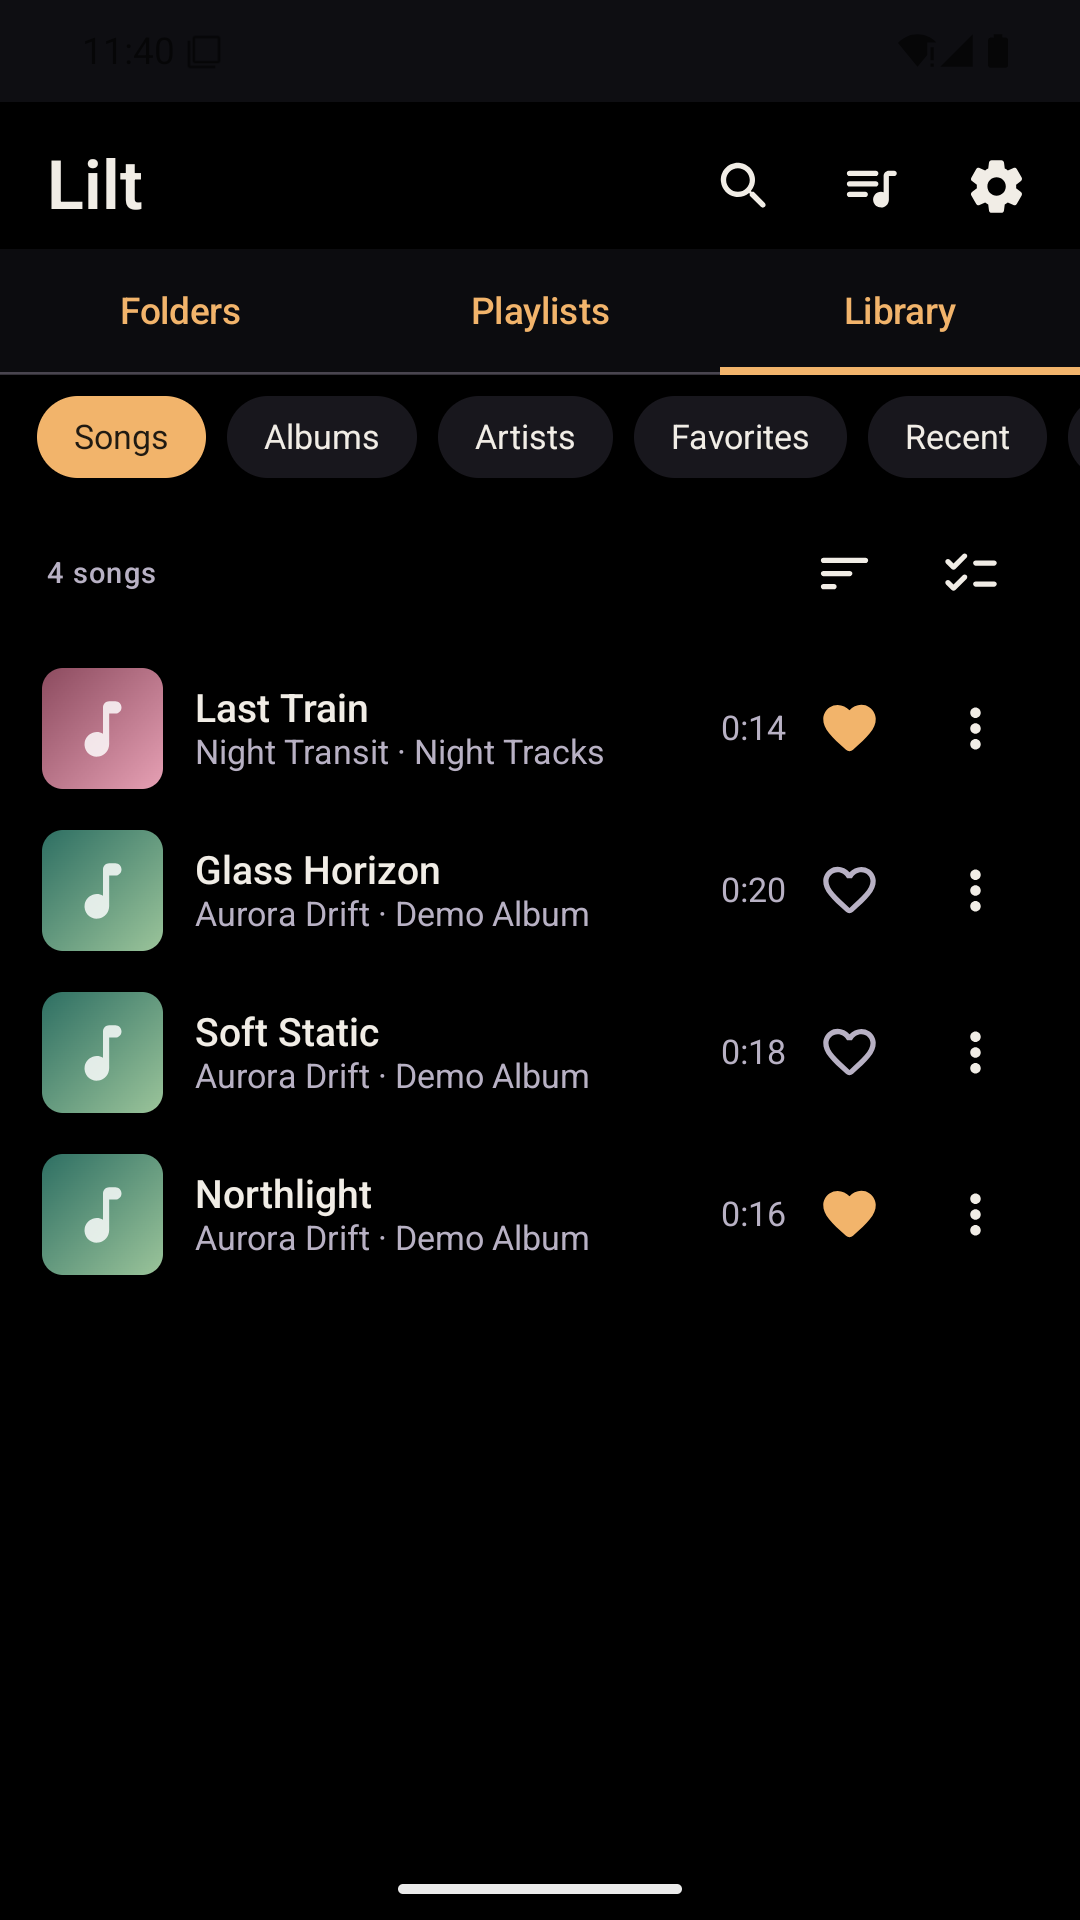 11:40
Lilt
Folders Playlists Library
Songs Albums Artists Favorites Recent
4 songs
Last Train
Night Transit · Night Tracks
0:14
Glass Horizon
Aurora Drift · Demo Album
0:20
Soft Static
Aurora Drift · Demo Album
0:18
Northlight
Aurora Drift · Demo Album
0:16